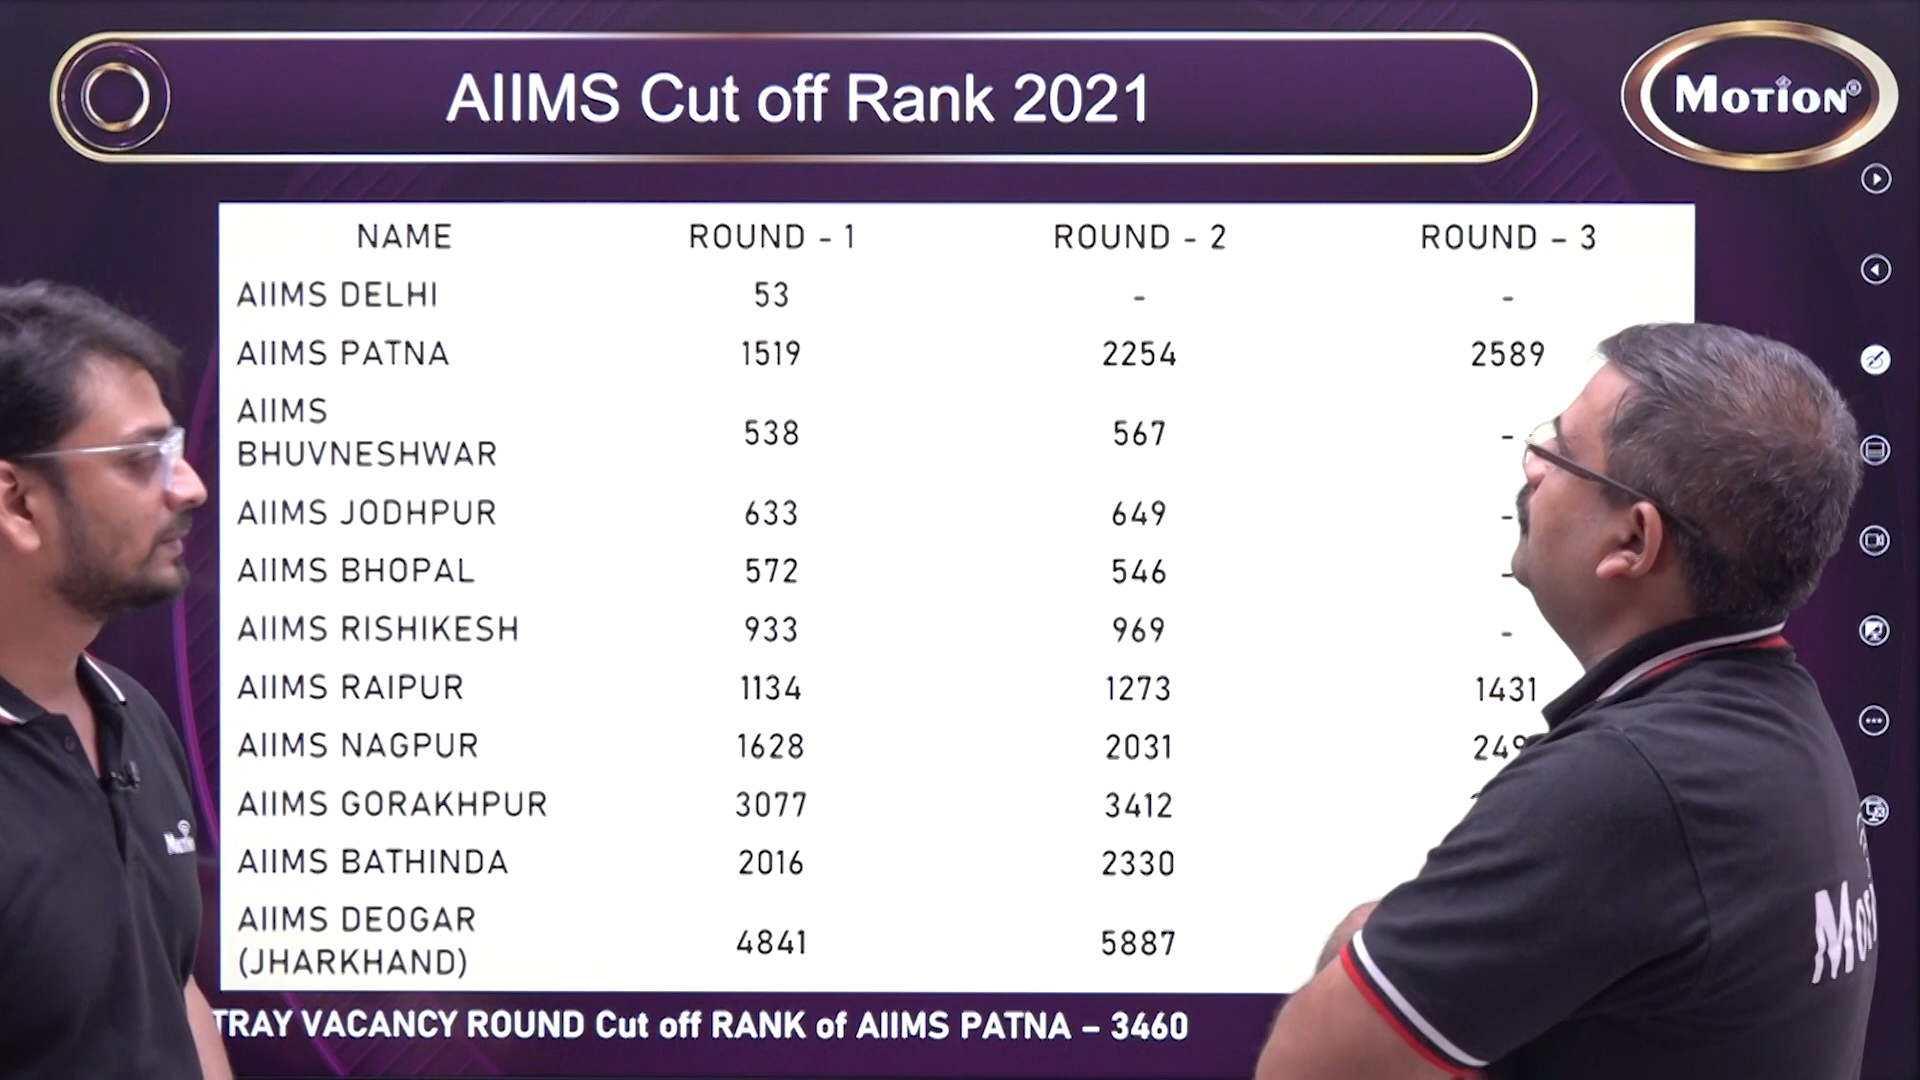 AIIMS Cut off Rank 2021
MOTION®
NAME ROUND - 1 ROUND - 2 ROUND - 3
AIIMS DELHI 53 - -
AIIMS PATNA 1519 2254 2589
AIIMS
BHUVNESHWAR 538 567 -
AIIMS JODHPUR 633 649 -
AIIMS BHOPAL 572 546 -
AIIMS RISHIKESH 933 969 -
AIIMS RAIPUR 1134 1273 1431
AIIMS NAGPUR 1628 2031
AIIMS GORAKHPUR 3077 3412
AIIMS BATHINDA 2016 2330
AIIMS DEOGAR
(JHARKHAND) 4841 5887
VACANCY ROUND Cut off RANK of AIIMS PATNA – 3460